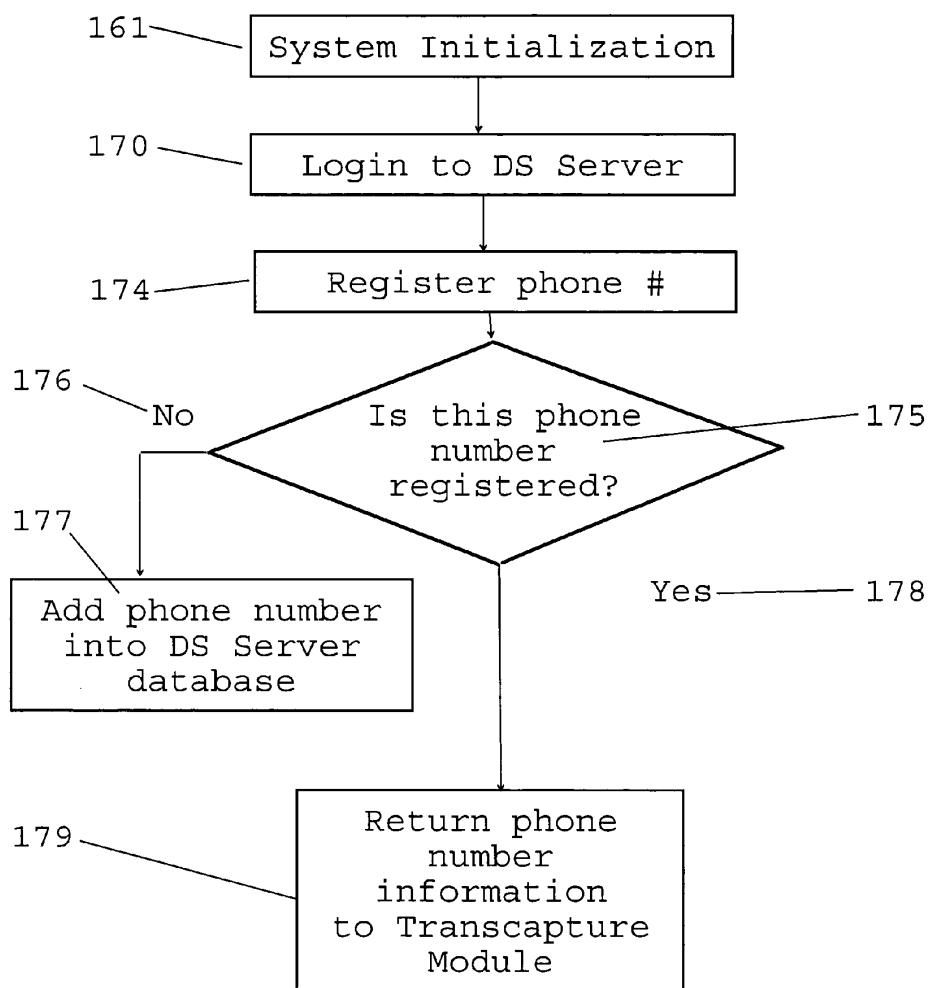 161
System Initialization
170
Login to DS Server
174
Register phone #
176
No
Is this phone
number
registered?
175
177
Add phone number
into DS Server
database
Yes
178
179
Return phone
number
information
to Transcapture
Module